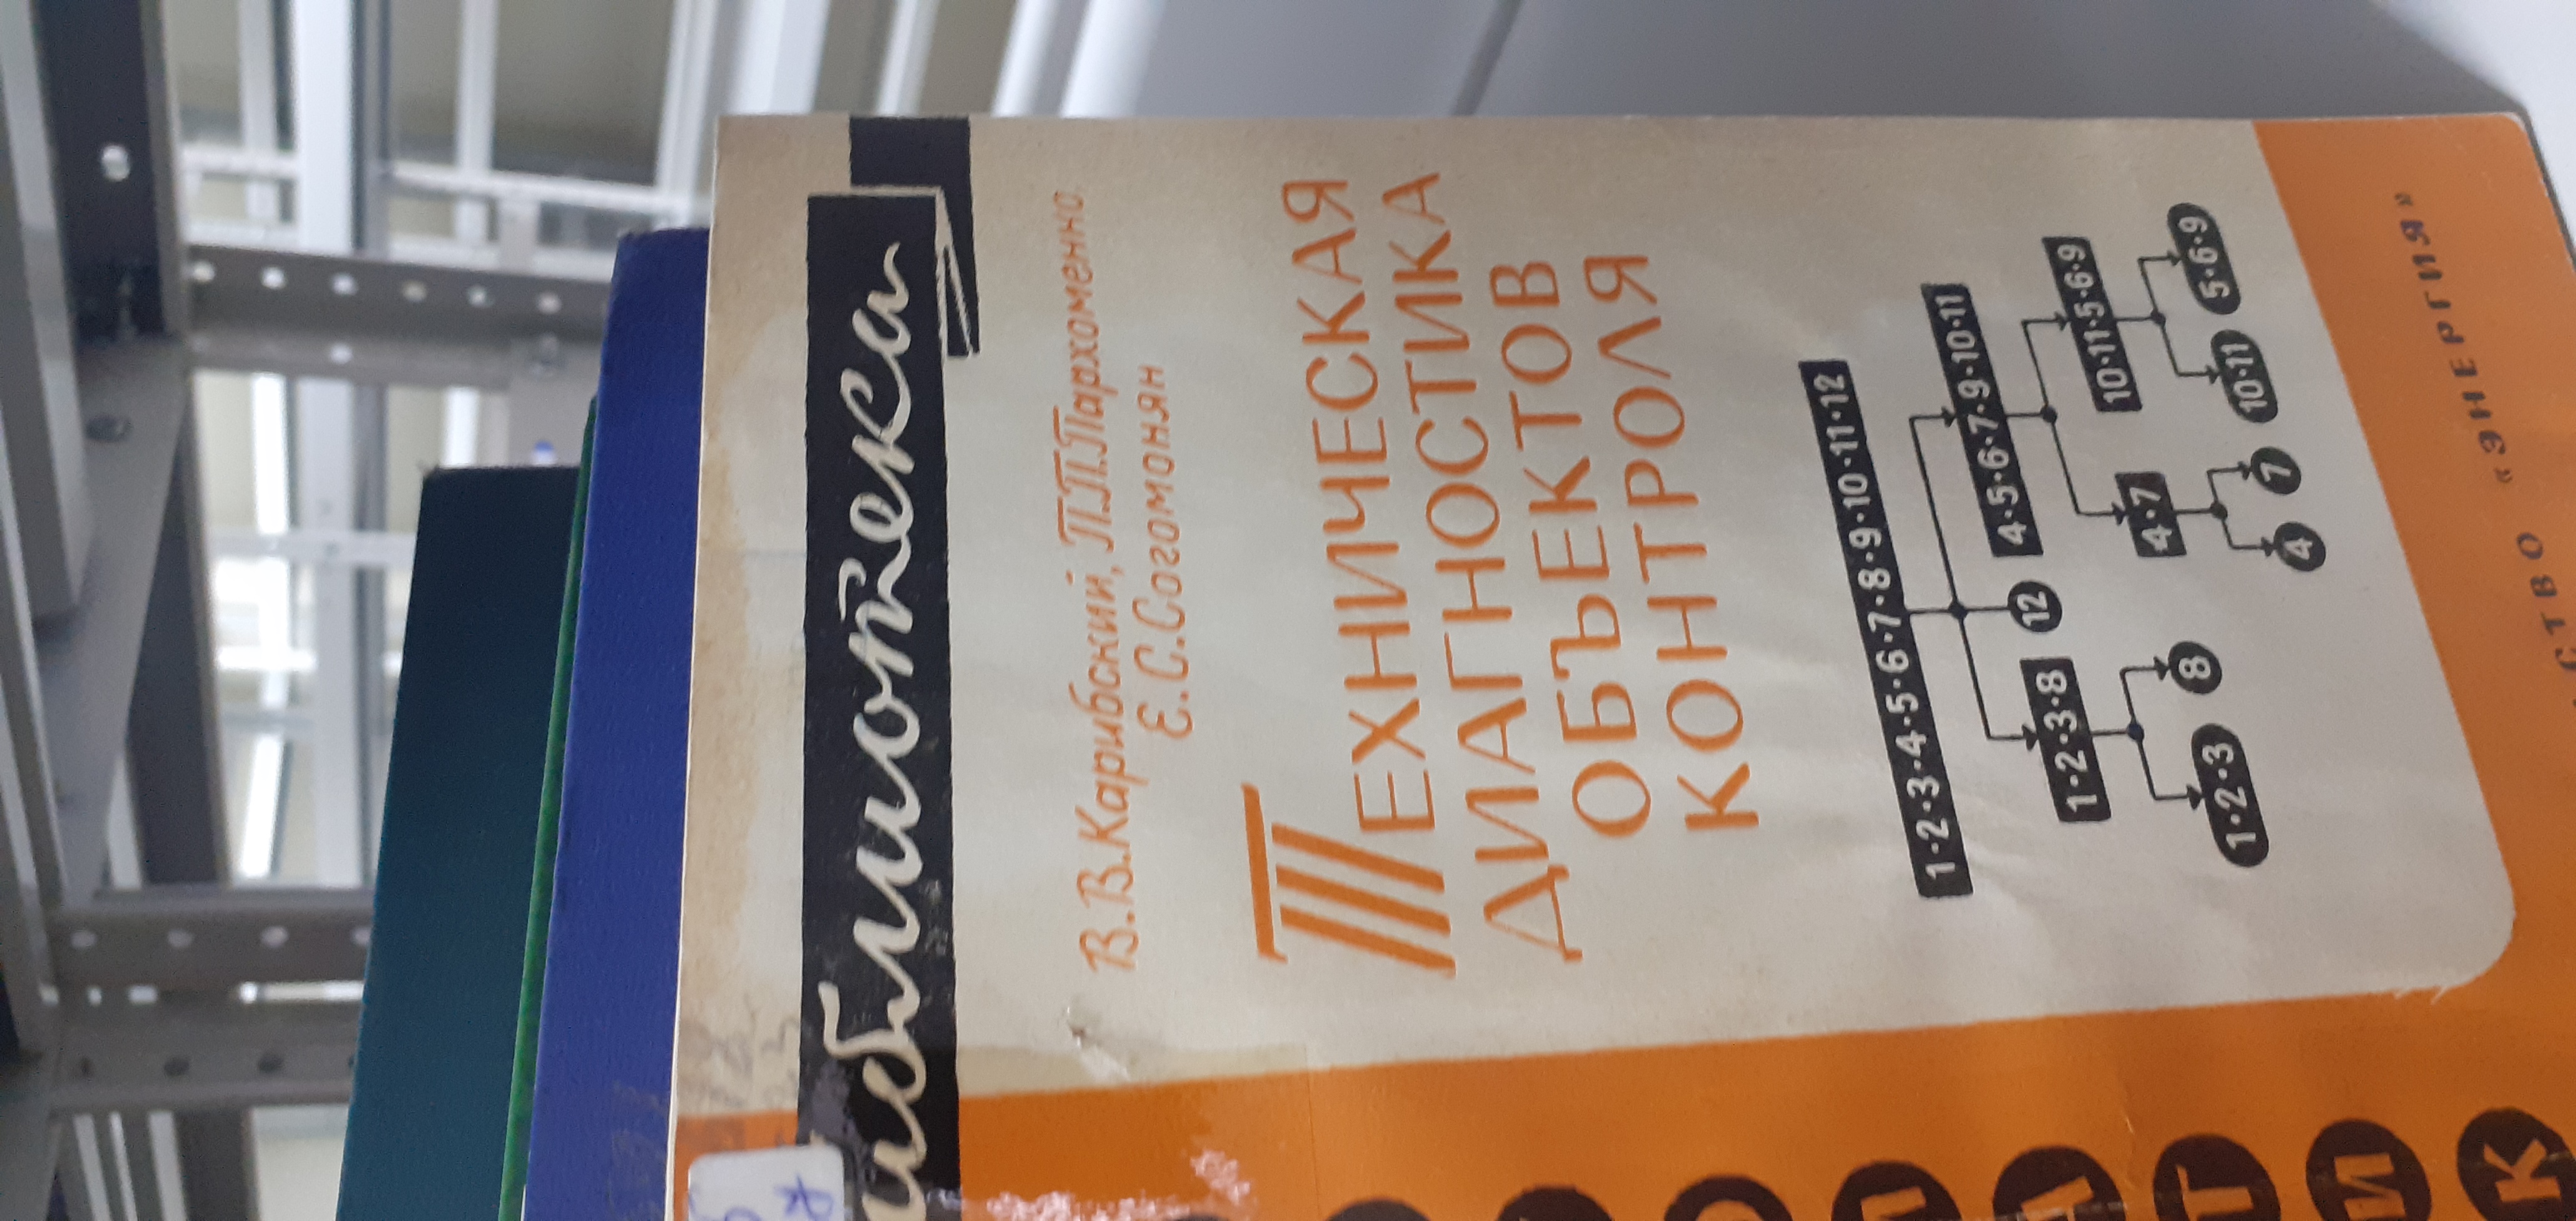 библиотека
В.В.Карибский, П.П.Пархоменко
Е.С.Согомонян
ТЕХНИЧЕСКАЯ
ДИАГНОСТИКА
ОБЪЕКТОВ
КОНТРОЛЯ
1·2·3·4·5·6·7·8·9·10·11·12
4·5·6·7·9·10·11
1·2·3·8
12
4·7
10·11·5·6·9
1·2·3
8
4
7
10·11
5·6·9
СТВО «ЭНЕРГИЯ»
А Т И К